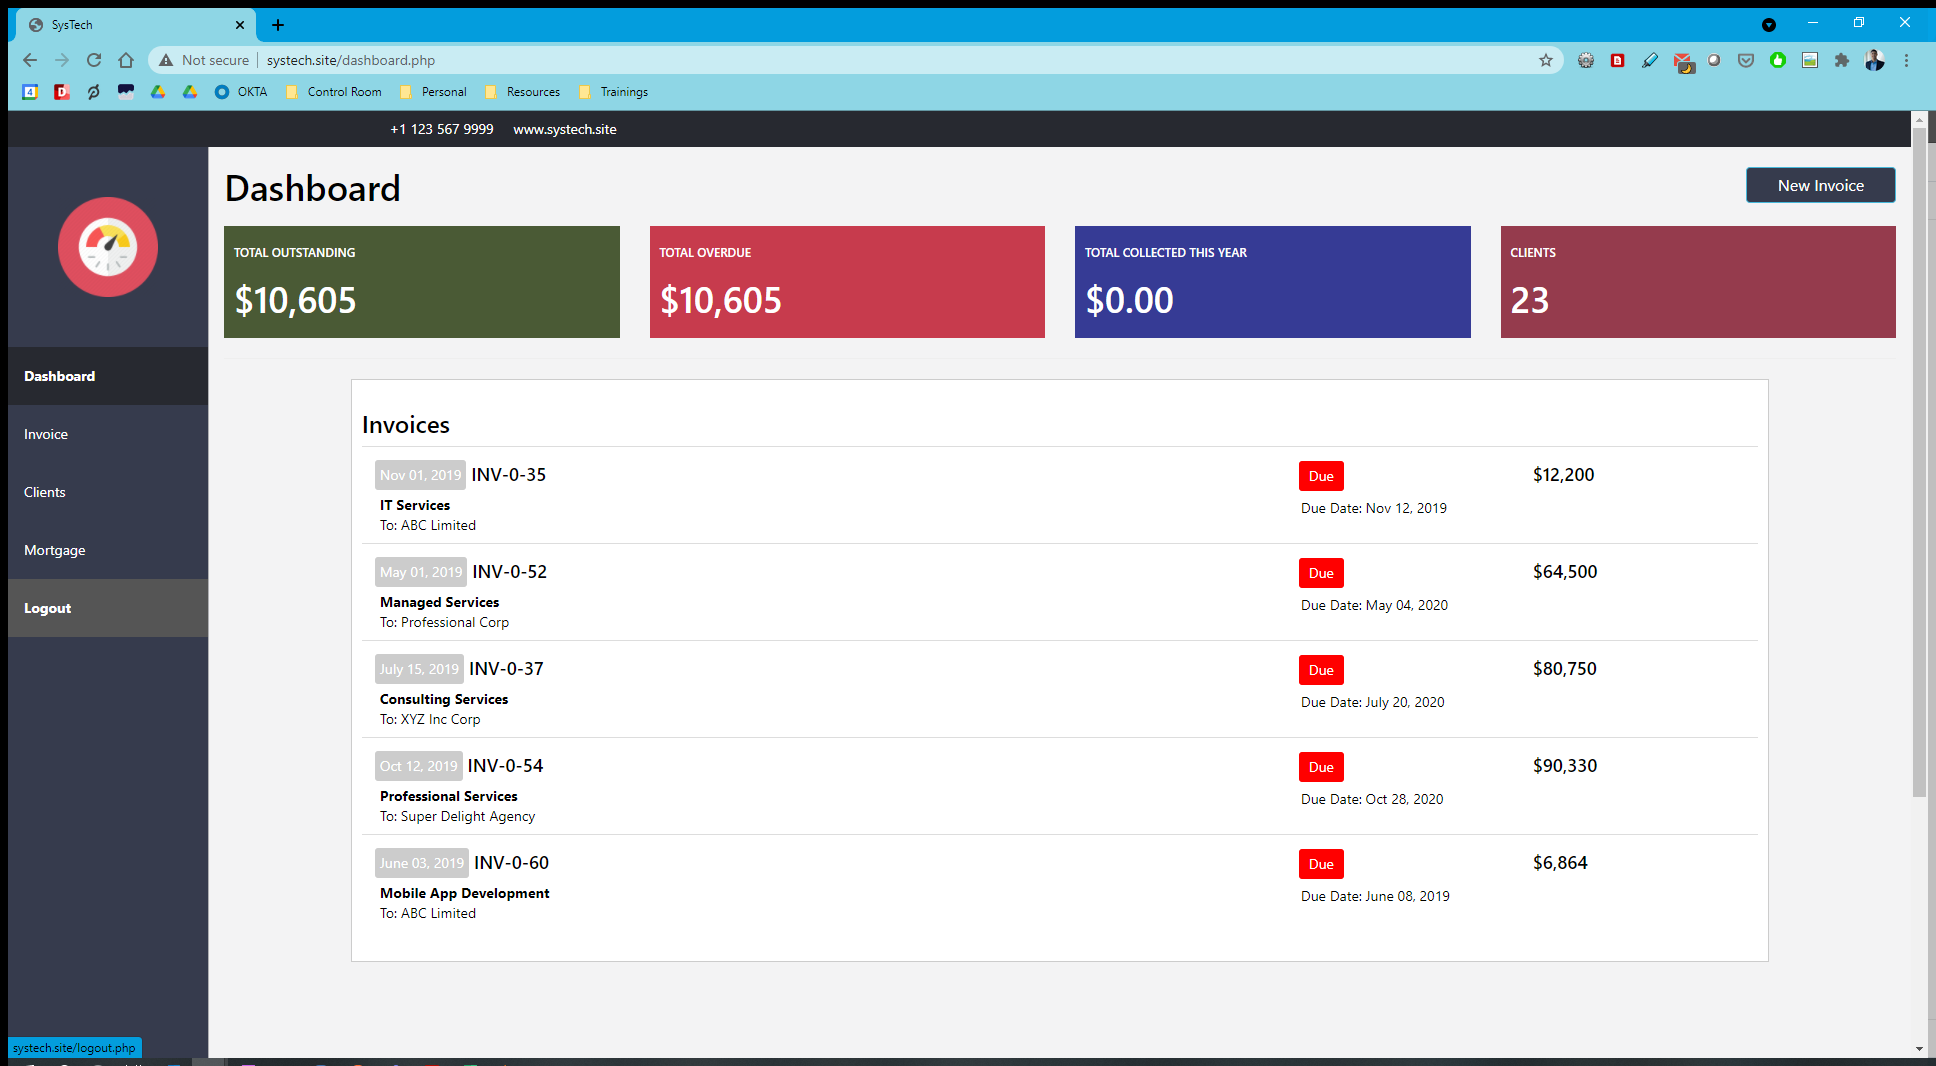 SysTech
Not secure systech.site/dashboard.php
4 D OKTA Control Room Personal Resources Trainings
+1 123 567 9999 www.systech.site
Dashboard
New Invoice
TOTAL OUTSTANDING
$10,605
TOTAL OVERDUE
$10,605
TOTAL COLLECTED THIS YEAR
$0.00
CLIENTS
23
Dashboard
Invoice
Clients
Mortgage
Logout
Invoices
Nov 01, 2019 INV-0-35
IT Services
To: ABC Limited
Due
Due Date: Nov 12, 2019
$12,200
May 01, 2019 INV-0-52
Managed Services
To: Professional Corp
Due
Due Date: May 04, 2020
$64,500
July 15, 2019 INV-0-37
Consulting Services
To: XYZ Inc Corp
Due
Due Date: July 20, 2020
$80,750
Oct 12, 2019 INV-0-54
Professional Services
To: Super Delight Agency
Due
Due Date: Oct 28, 2020
$90,330
June 03, 2019 INV-0-60
Mobile App Development
To: ABC Limited
Due
Due Date: June 08, 2019
$6,864
systech.site/logout.php